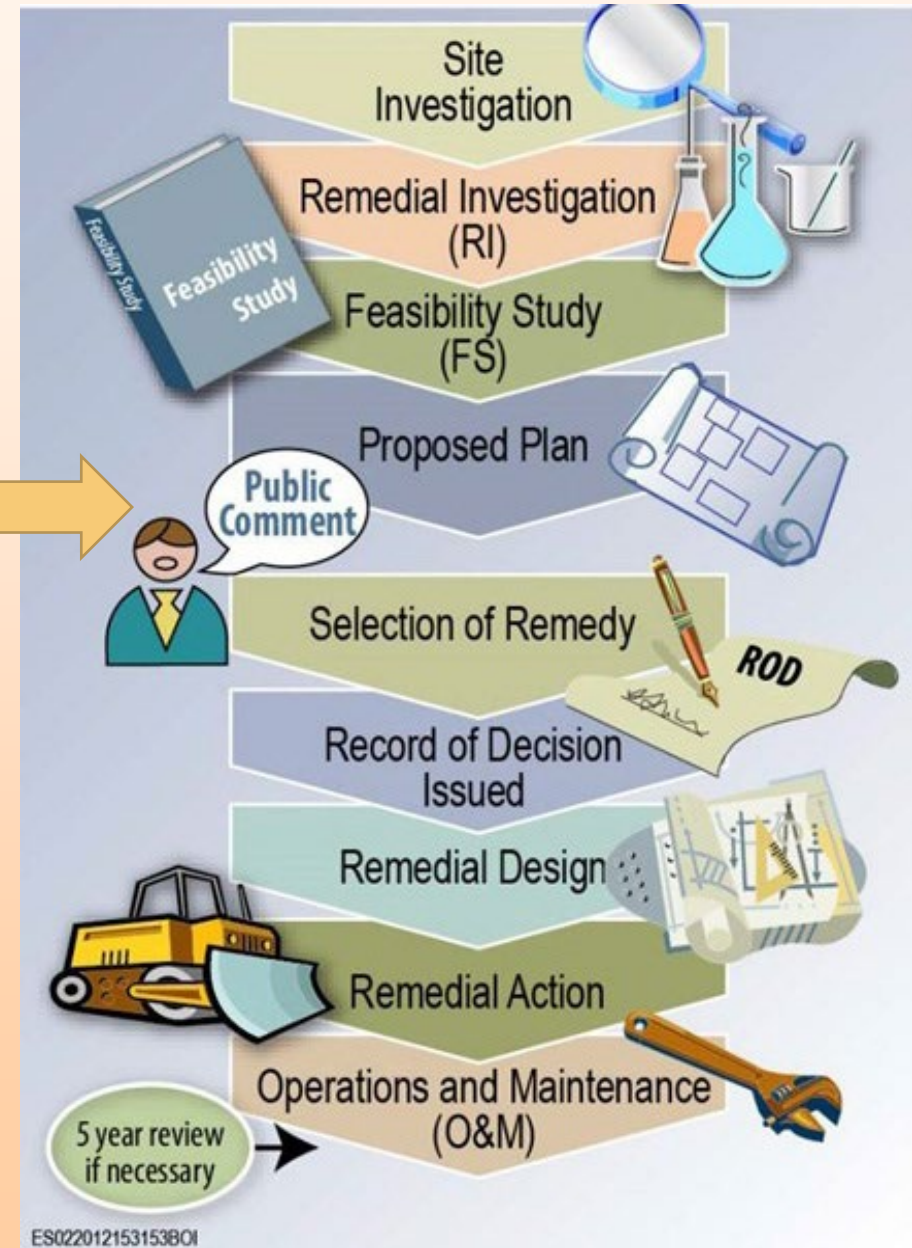 Site
Investigation
Remedial Investigation
(RI)
Feasibility Study
Feasibility
Study
Feasibility Study
(FS)
Proposed Plan
Public
Comment
Selection of Remedy
ROD
Record of Decision
Issued
Remedial Design
Remedial Action
Operations and Maintenance
(O&M)
5 year review
if necessary
ES022012153153BOI